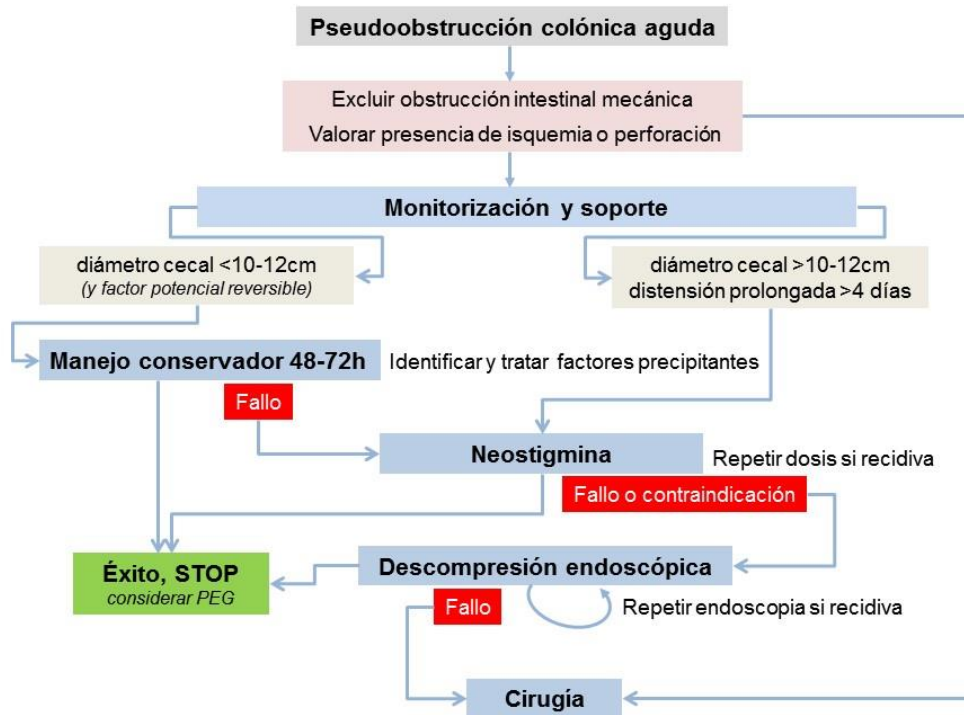 Pseudoobstrucción colónica aguda
Excluir obstrucción intestinal mecánica
Valorar presencia de isquemia o perforación
Monitorización y soporte
diámetro cecal <10-12cm
(y factor potencial reversible)
diámetro cecal >10-12cm
distensión prolongada >4 días
Manejo conservador 48-72h
Identificar y tratar factores precipitantes
Fallo
Neostigmina
Repetir dosis si recidiva
Fallo o contraindicación
Éxito, STOP
considerar PEG
Descompresión endoscópica
Fallo
Repetir endoscopia si recidiva
Cirugía